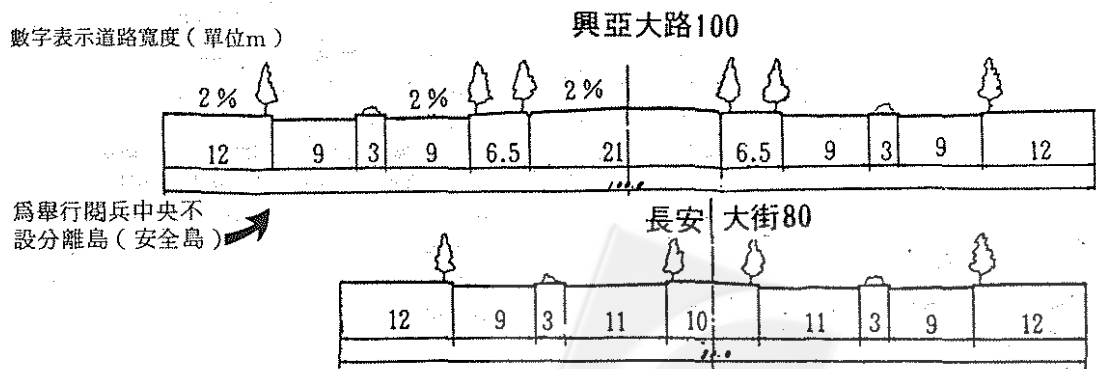 數字表示道路寬度(單位m)
興亞大路100
2% 2% 2%
12 9 3 9 6.5 21 6.5 9 3 9 12
100.0
爲舉行閱兵中央不
設分離島(安全島)
長安大街80
12 9 3 11 10 11 3 9 12